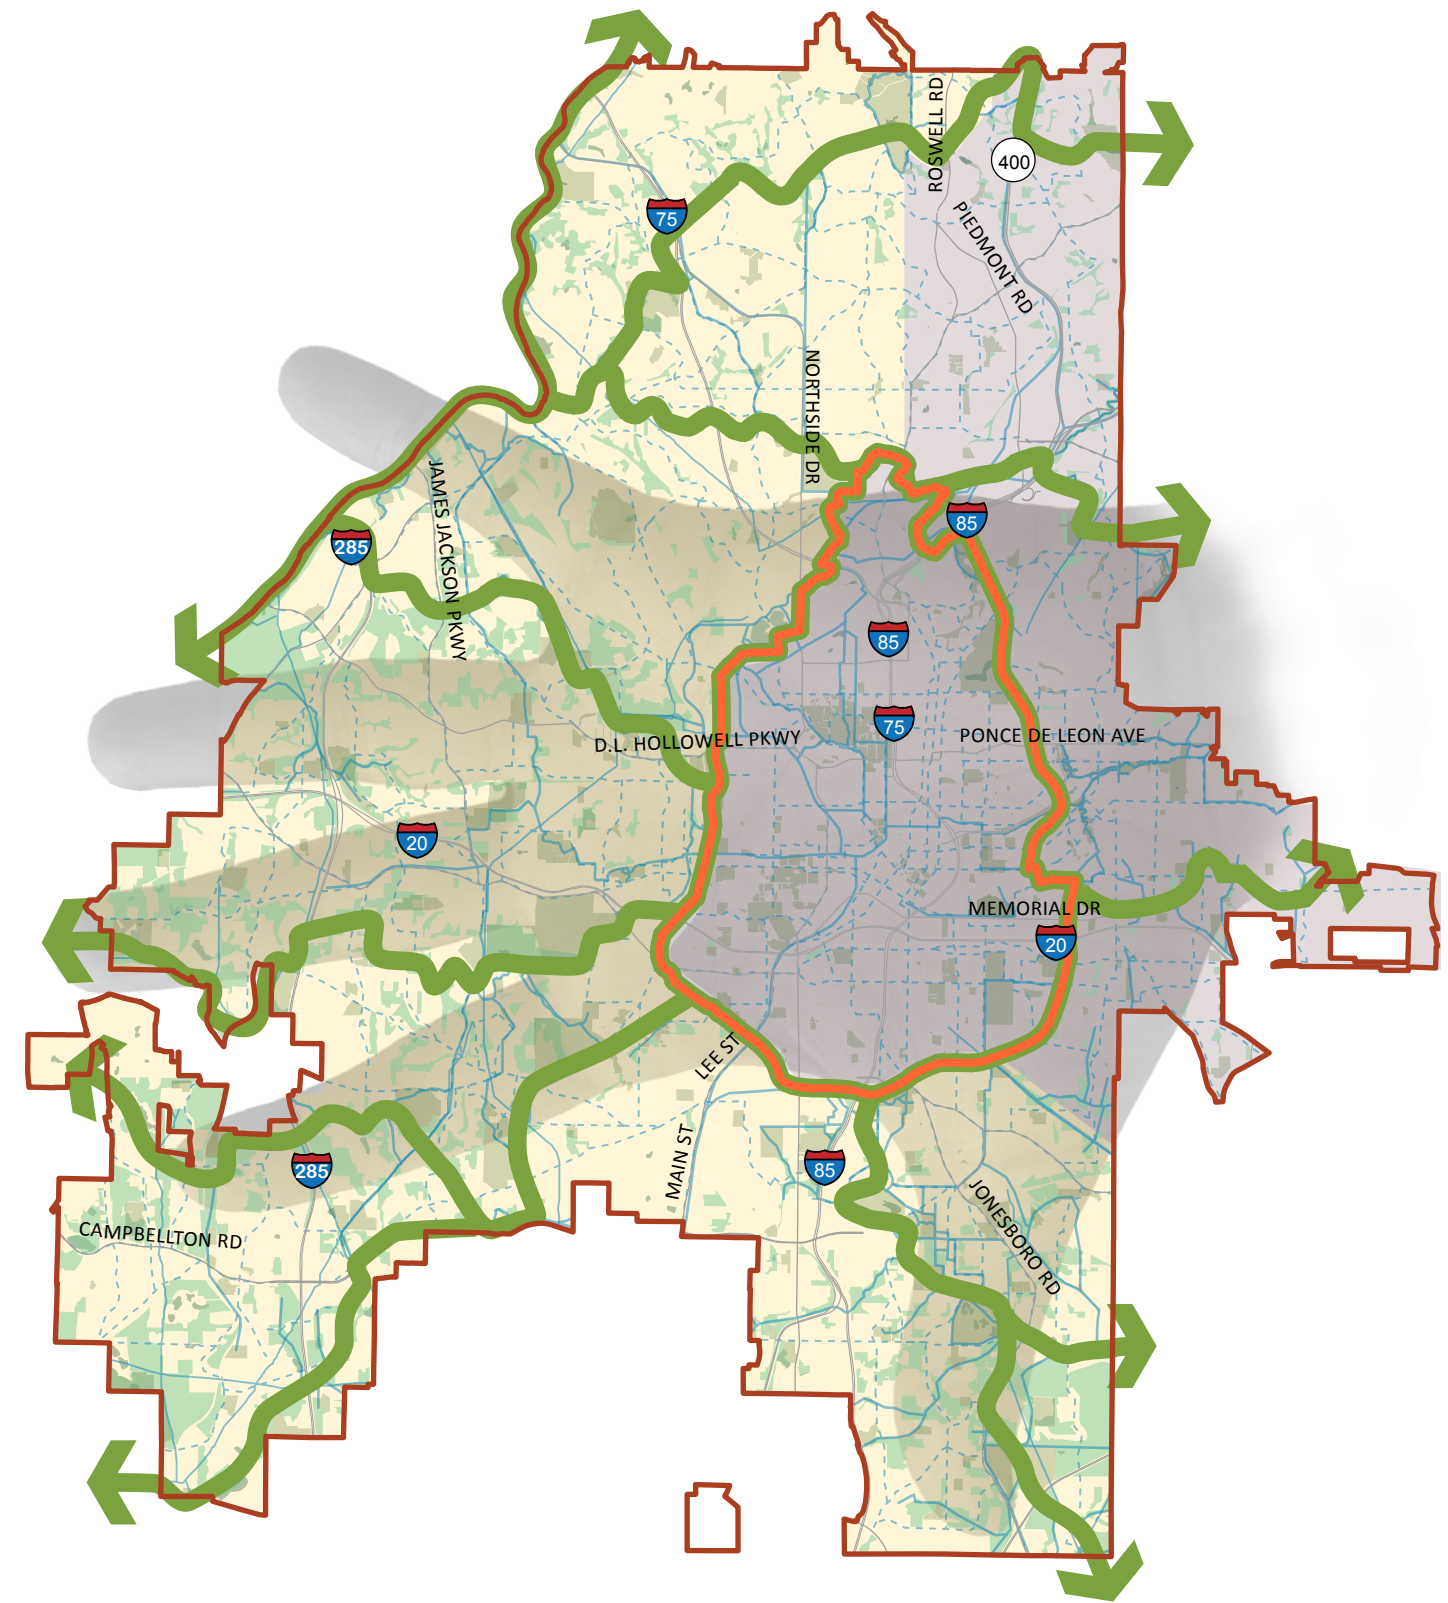 ROSWELL RD
400
75
PIEDMONT RD
NORTHSIDE DR
JAMES JACKSON PKWY
85
285
85
75
D.L. HOLLOWELL PKWY
PONCE DE LEON AVE
20
MEMORIAL DR
20
LEE ST
MAIN ST
85
285
JONESBORO RD
CAMPBELLTON RD